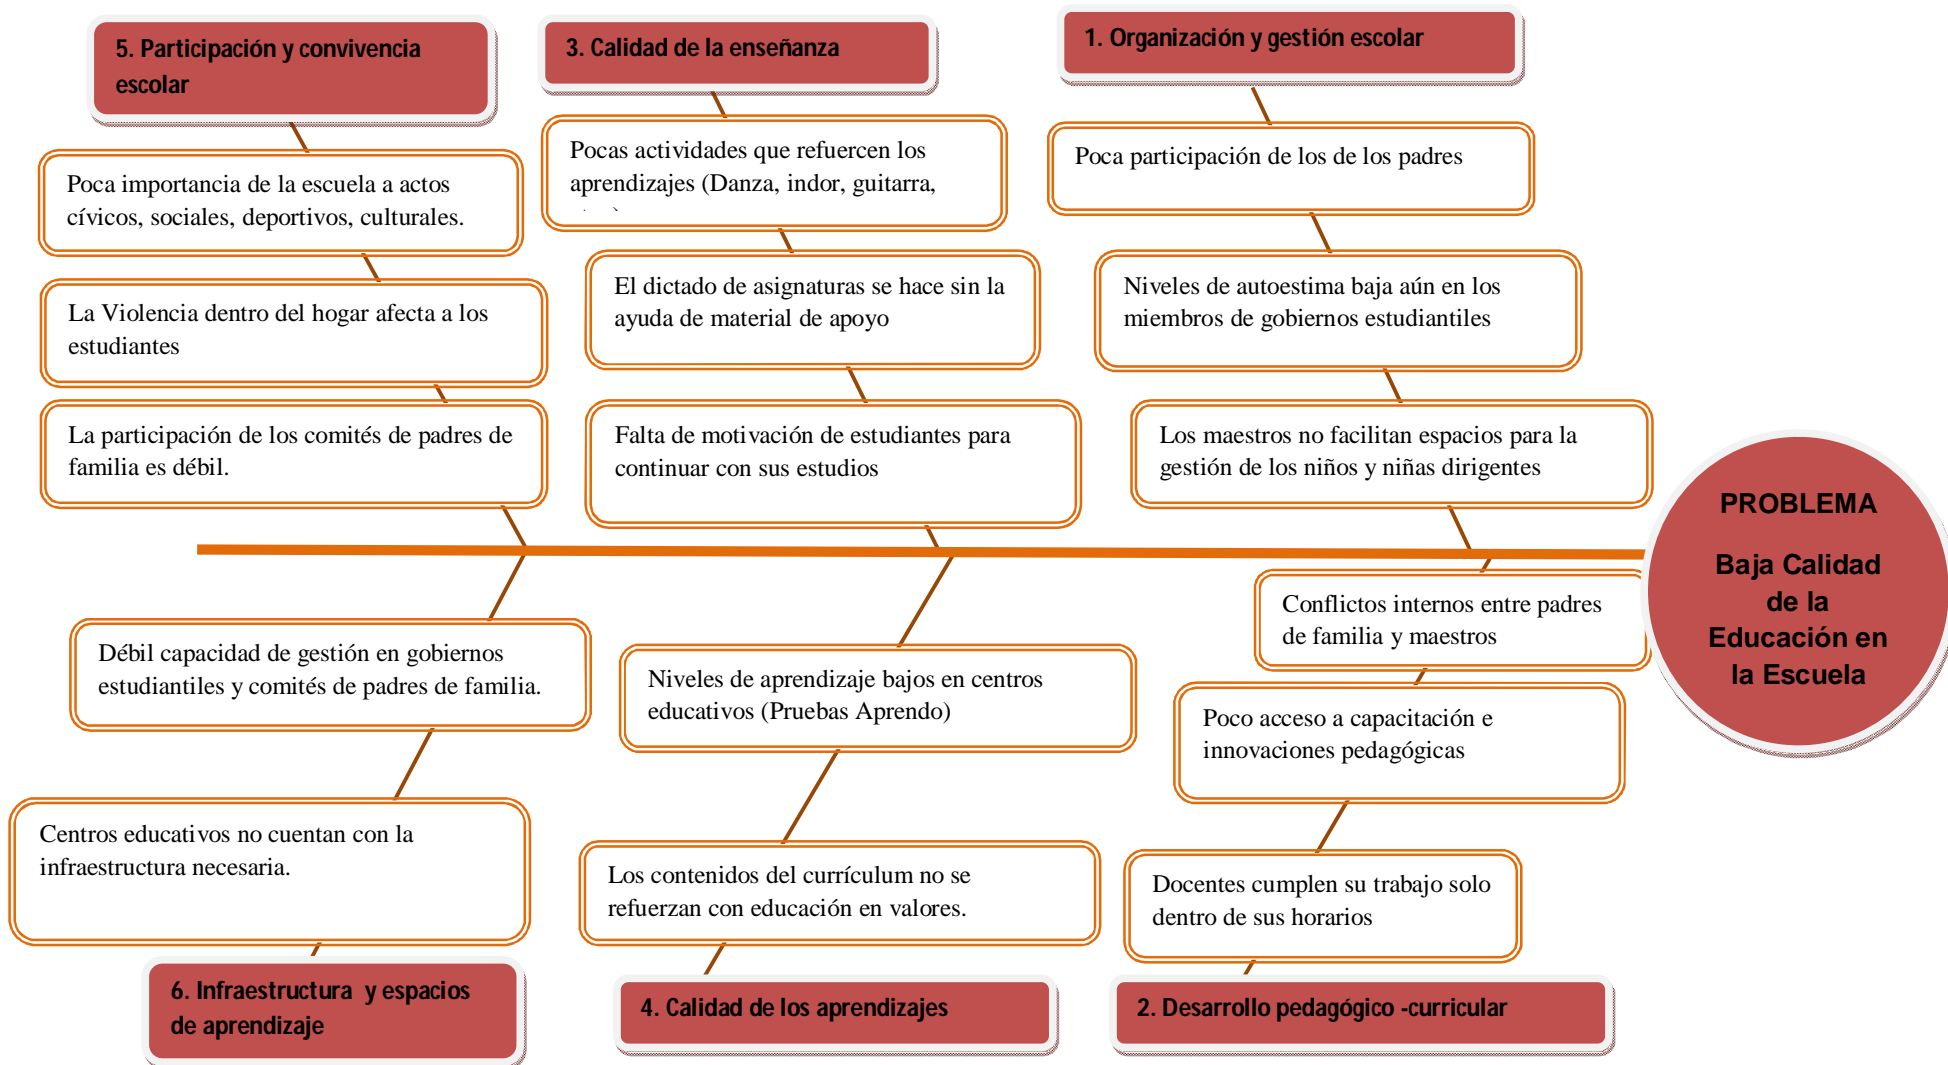 5. Participación y convivencia
escolar
3. Calidad de la enseñanza
1. Organización y gestión escolar
Poca importancia de la escuela a actos
cívicos, sociales, deportivos, culturales.
La Violencia dentro del hogar afecta a los
estudiantes
La participación de los comités de padres de
familia es débil.
Pocas actividades que refuercen los
aprendizajes (Danza, indor, guitarra,
El dictado de asignaturas se hace sin la
ayuda de material de apoyo
Falta de motivación de estudiantes para
continuar con sus estudios
Poca participación de los de los padres
Niveles de autoestima baja aún en los
miembros de gobiernos estudiantiles
Los maestros no facilitan espacios para la
gestión de los niños y niñas dirigentes
PROBLEMA
Baja Calidad
de la
Educación en
la Escuela
Débil capacidad de gestión en gobiernos
estudiantiles y comités de padres de familia.
Centros educativos no cuentan con la
infraestructura necesaria.
Niveles de aprendizaje bajos en centros
educativos (Pruebas Aprendo)
Los contenidos del currículum no se
refuerzan con educación en valores.
Conflictos internos entre padres
de familia y maestros
Poco acceso a capacitación e
innovaciones pedagógicas
Docentes cumplen su trabajo solo
dentro de sus horarios
6. Infraestructura  y espacios
de aprendizaje
4. Calidad de los aprendizajes
2. Desarrollo pedagógico -curricular